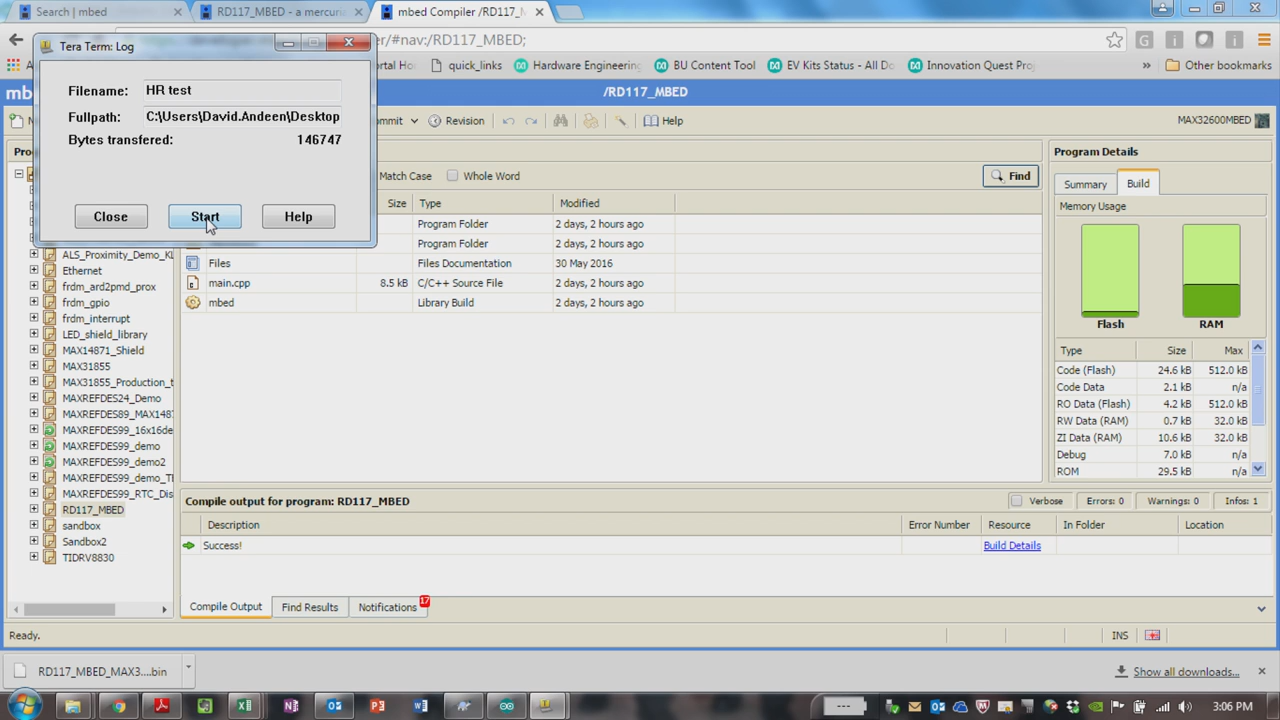 Search | mbed
RD117_MBED - a mercuri
mbed Compiler /RD117_M
Tera Term: Log
er/#nav:/RD117_MBED;
Filename: HR test
Fullpath: C:\Users\David.Andeen\Desktop
Bytes transfered: 146747
Close Start Help
quick_links
Hardware Engineering
BU Content Tool
EV Kits Status - All Do
Innovation Quest Pro
» Other bookmarks
mb
/RD117_MBED
ommit
Revision
Help
MAX32600MBED
Pro
Match Case
Whole Word
Find
Size Type Modified
Program Folder 2 days, 2 hours ago
Program Folder 2 days, 2 hours ago
Files Files Documentation 30 May 2016
main.cpp 8.5 kB C/C++ Source File 2 days, 2 hours ago
mbed Library Build 2 days, 2 hours ago
ALS_Proximity_Demo_KL
Ethernet
frdm_ard2pmd_prox
frdm_gpio
frdm_interrupt
LED_shield_library
MAX14871_Shield
MAX31855
MAX31855_Production_t
MAXREFDES24_Demo
MAXREFDES89_MAX1487
MAXREFDES99_16x16de
MAXREFDES99_demo
MAXREFDES99_demo2
MAXREFDES99_demo_TI
MAXREFDES99_RTC_Dis
RD117_MBED
sandbox
Sandbox2
TIDRV8830
Program Details
Summary Build
Memory Usage
Flash RAM
Type Size Max
Code (Flash) 24.6 kB 512.0 kB
Code Data 2.1 kB n/a
RO Data (Flash) 4.2 kB 512.0 kB
RW Data (RAM) 0.7 kB 32.0 kB
ZI Data (RAM) 10.6 kB 32.0 kB
Debug 7.0 kB n/a
ROM 29.5 kB n/a
Compile output for program: RD117_MBED
Verbose Errors: 0 Warnings: 0 Infos: 1
Description Error Number Resource In Folder Location
Success! Build Details
Compile Output Find Results Notifications 17
Ready.
INS
RD117_MBED_MAX3....bin
Show all downloads...
3:06 PM